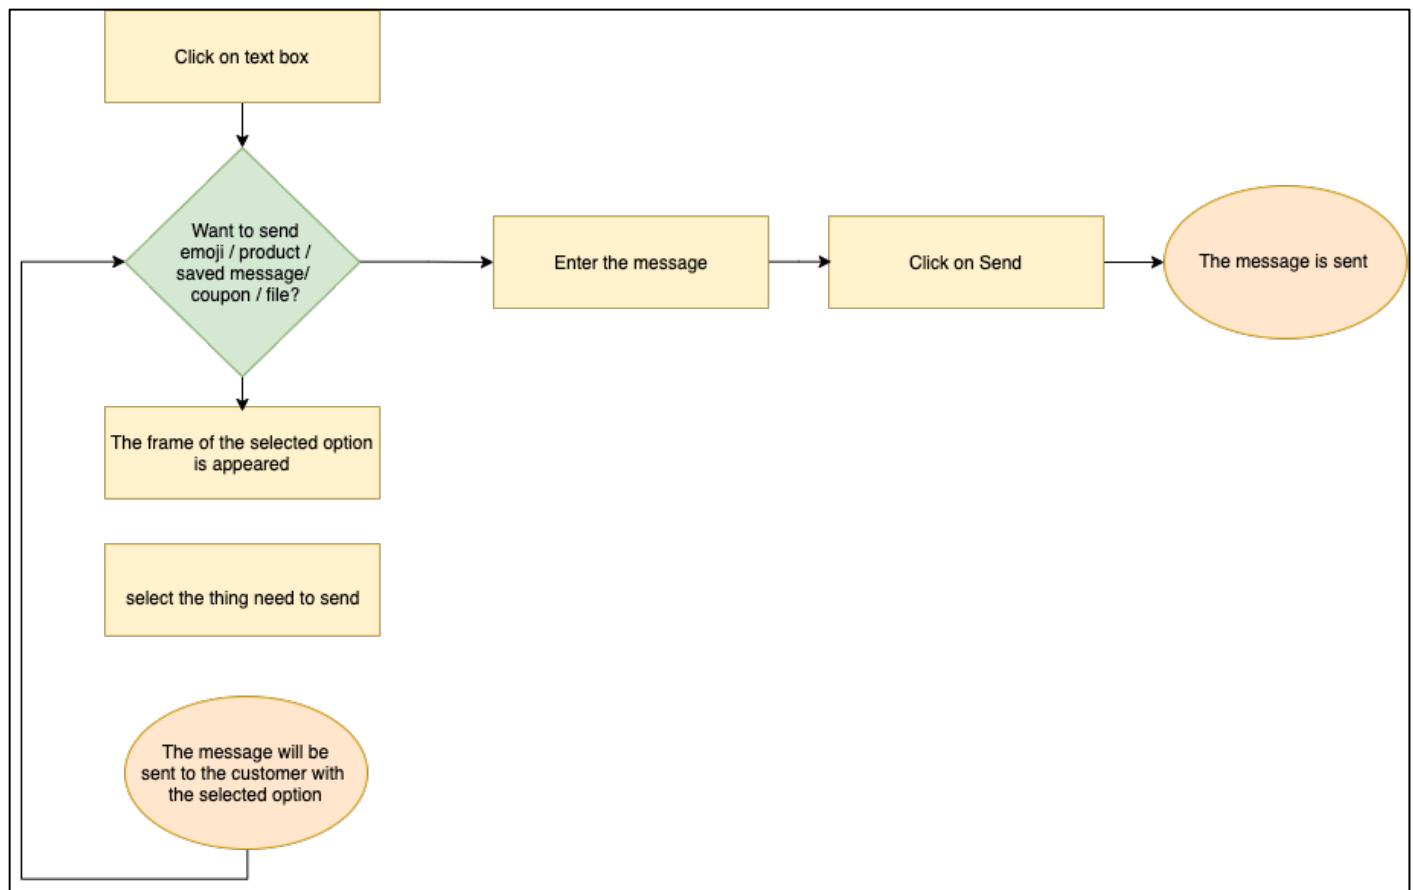 Click on text box
Want to send
emoji / product /
saved message/
coupon / file?
Enter the message
Click on Send
The message is sent
The frame of the selected option
is appeared
select the thing need to send
The message will be
sent to the customer with
the selected option